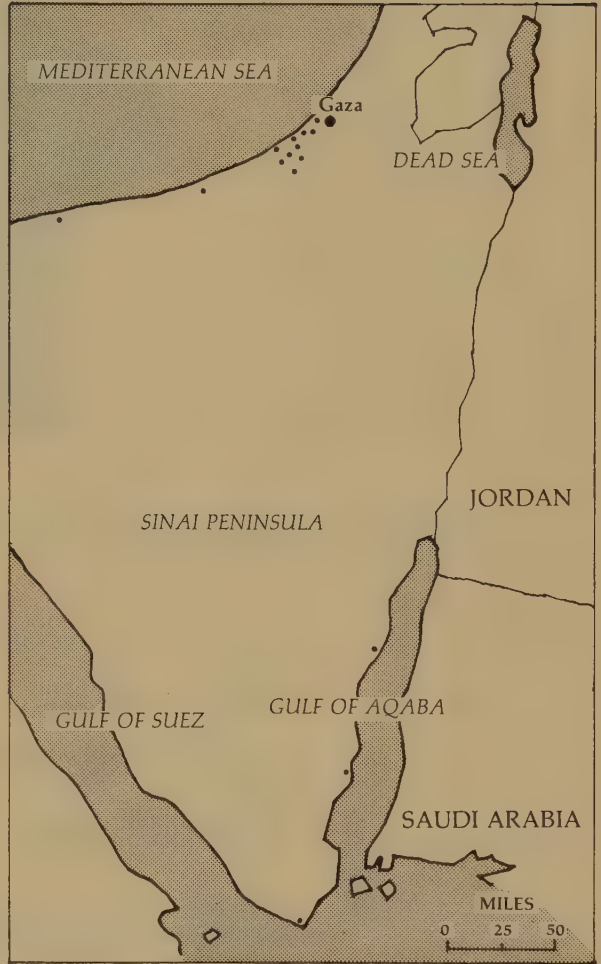 MEDITERRANEAN SEA
Gaza
DEAD SEA
JORDAN
SINAI PENINSULA
GULF OF SUEZ
GULF OF AQABA
SAUDI ARABIA
MILES
0 25 50